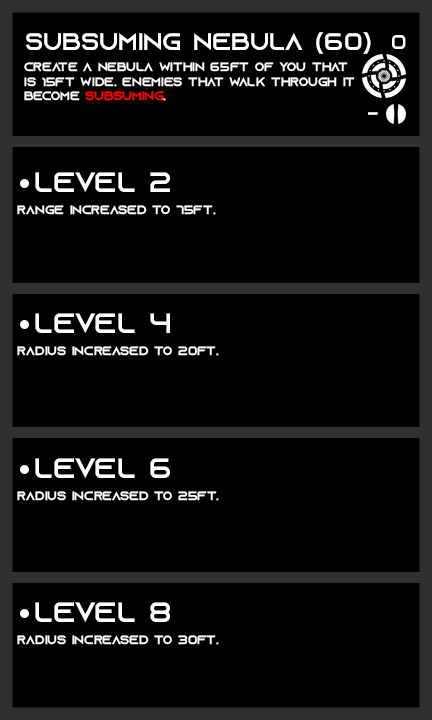 SUBSUMING NEBULA (60) 0
CREATE A NEBULA WITHIN 65FT OF YOU THAT
IS 15FT WIDE. ENEMIES THAT WALK THROUGH IT
BECOME SUBSUMING.
-
•LEVEL 2
RANGE INCREASED TO 75FT.
•LEVEL 4
RADIUS INCREASED TO 20FT.
•LEVEL 6
RADIUS INCREASED TO 25FT.
•LEVEL 8
RADIUS INCREASED TO 30FT.